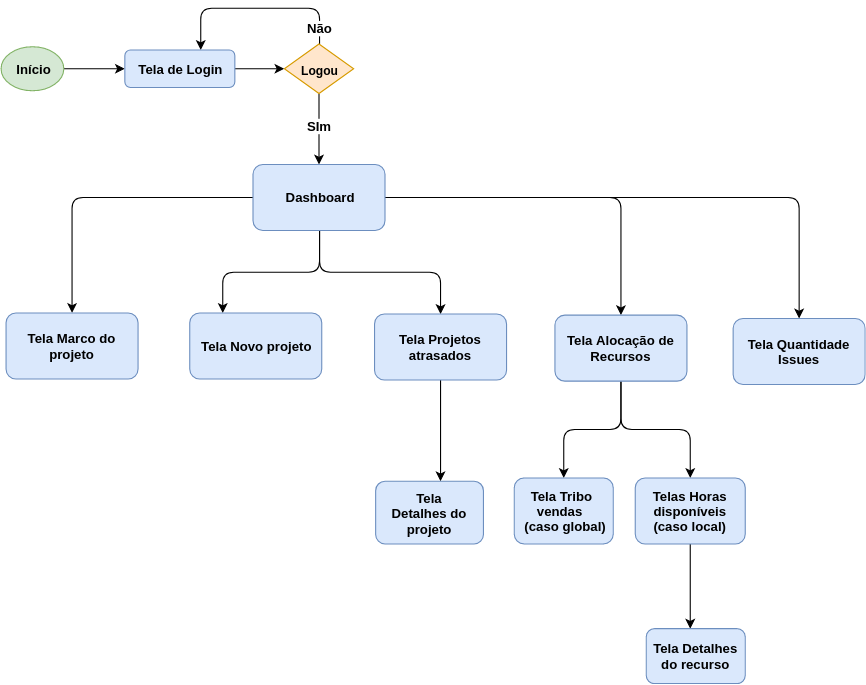 Não
Início
Tela de Login
Logou
SIm
Dashboard
Tela Marco do
projeto
Tela Novo projeto
Tela Projetos
atrasados
Tela Alocação de
Recursos
Tela Quantidade
Issues
Tela
Detalhes do
projeto
Tela Tribo
vendas
(caso global)
Telas Horas
disponíveis
(caso local)
Tela Detalhes
do recurso